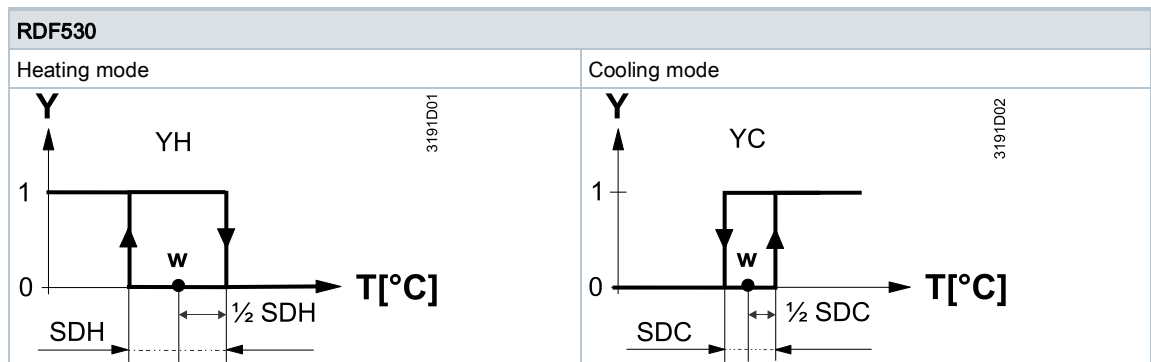 RDF530
Heating mode
Cooling mode
Y
YH
3191D01
1
w
0
T[°C]
½ SDH
SDH
Y
YC
3191D02
1
w
0
T[°C]
½ SDC
SDC